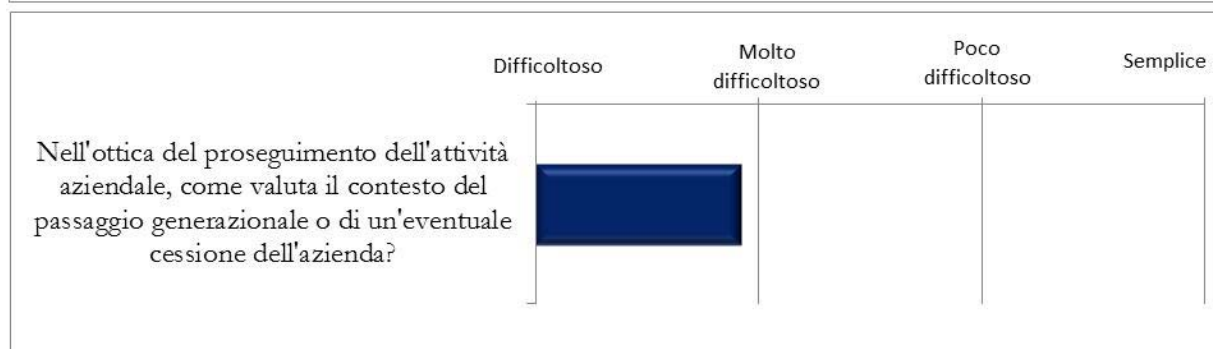 Difficoltoso
Molto
difficoltoso
Poco
difficoltoso
Semplice
Nell'ottica del proseguimento dell'attività
aziendale, come valuta il contesto del
passaggio generazionale o di un'eventuale
cessione dell'azienda?